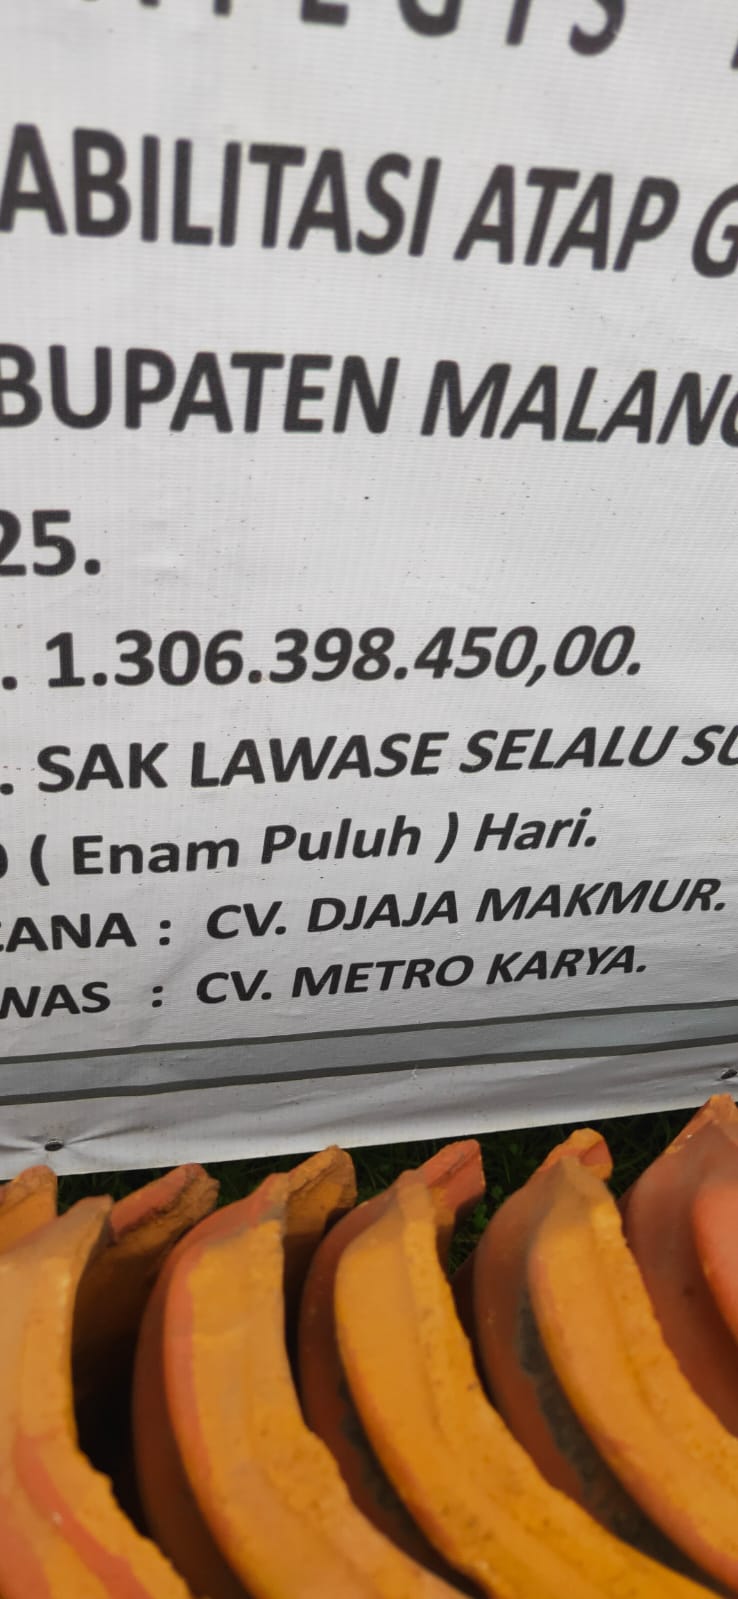 ABILITASI ATAP G
BUPATEN MALANG
25.
. 1.306.398.450,00.
. SAK LAWASE SELALU SU
( Enam Puluh ) Hari.
ANA : CV. DJAJA MAKMUR.
NAS : CV. METRO KARYA.